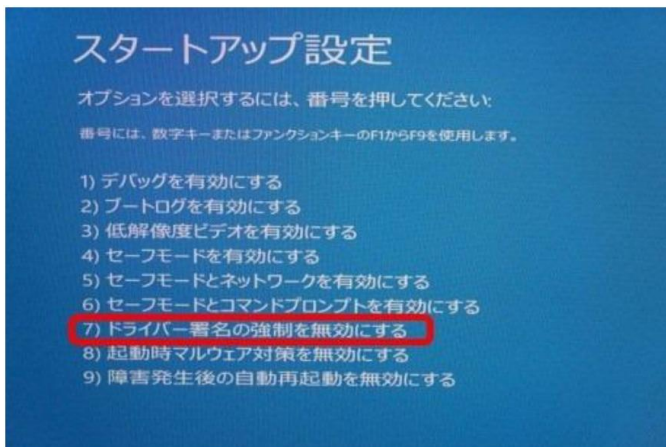 スタートアップ設定
オプションを選択するには、番号を押してください:
番号には、数字キーまたはファンクションキーのF1からF9を使用します。
1) デバッグを有効にする
2) ブートログを有効にする
3) 低解像度ビデオを有効にする
4) セーフモードを有効にする
5) セーフモードとネットワークを有効にする
6) セーフモードとコマンドプロンプトを有効にする
7) ドライバー署名の強制を無効にする
8) 起動時マルウェア対策を無効にする
9) 障害発生後の自動再起動を無効にする